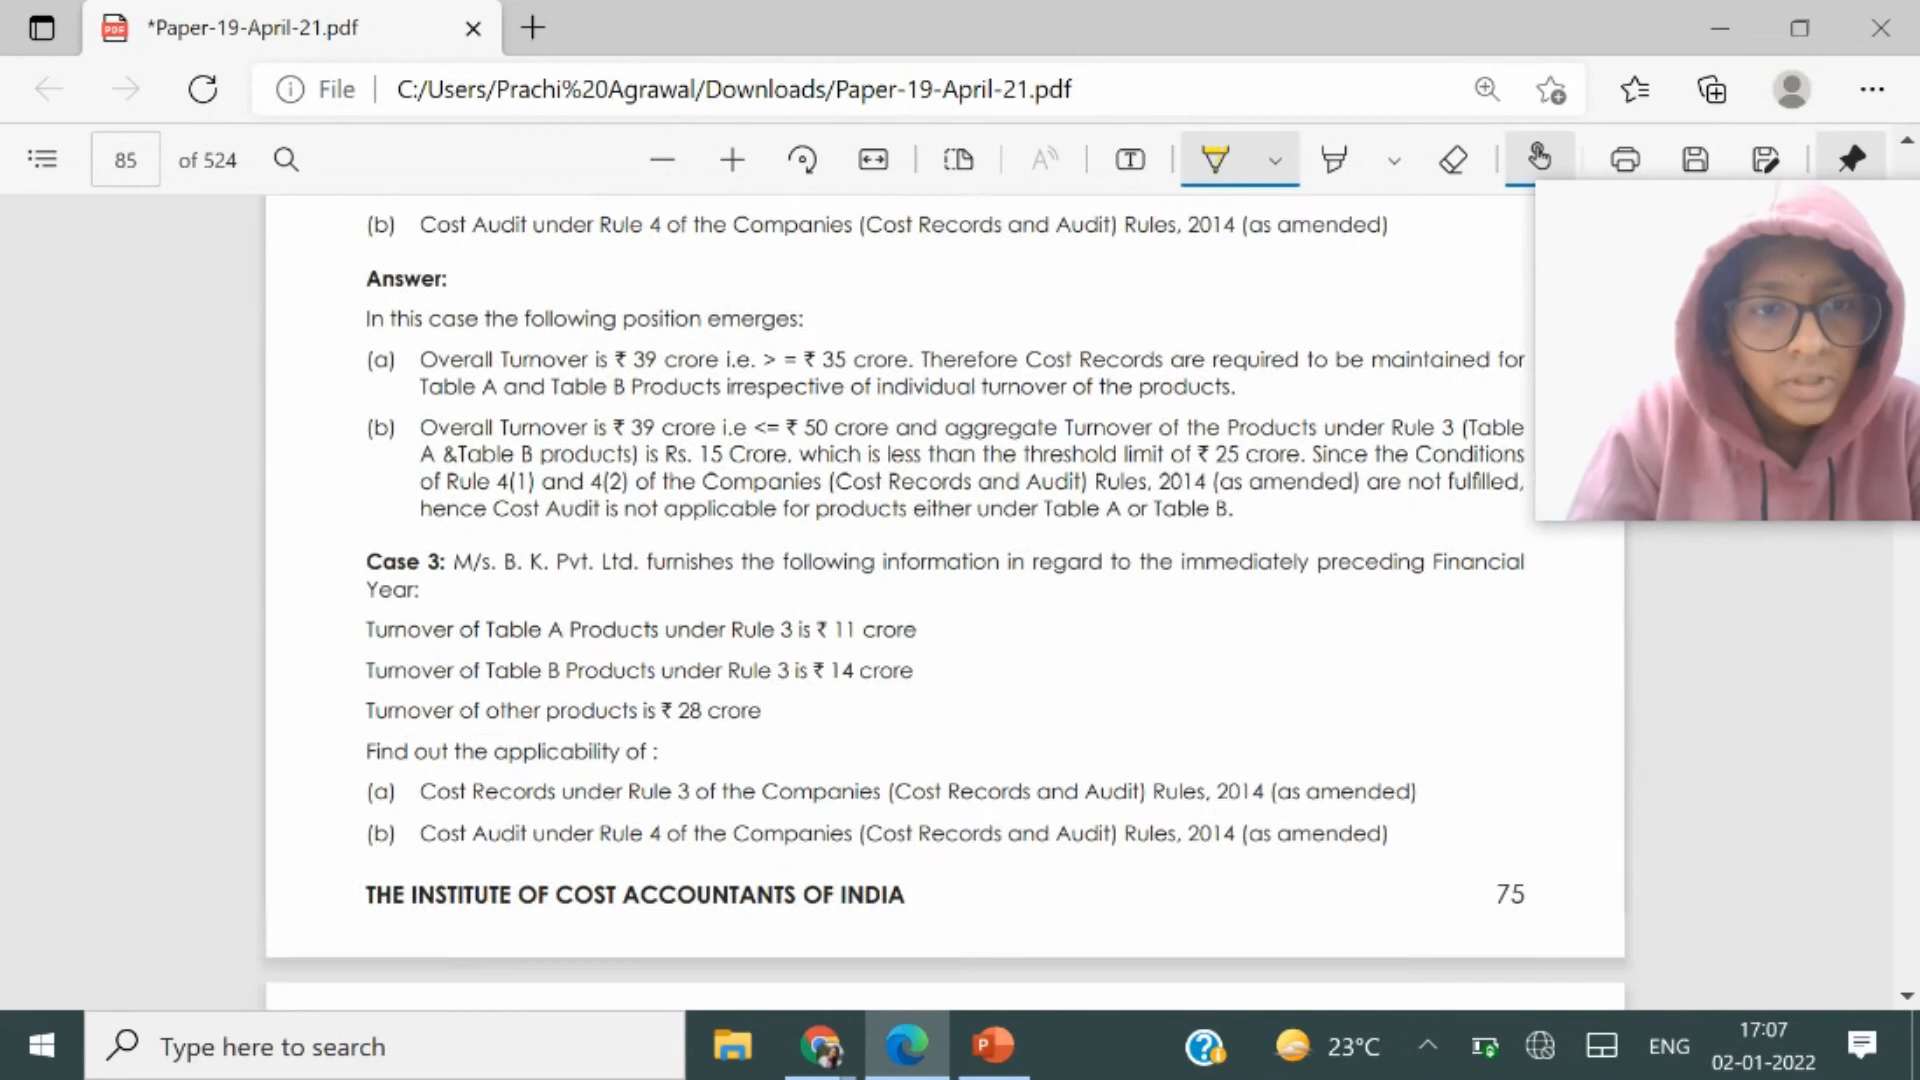 *Paper-19-April-21.pdf
File
C:/Users/Prachi%20Agrawal/Downloads/Paper-19-April-21.pdf
85 of 524
(b) Cost Audit under Rule 4 of the Companies (Cost Records and Audit) Rules, 2014 (as amended)
Answer:
In this case the following position emerges:
(a) Overall Turnover is ₹ 39 crore i.e. > = ₹ 35 crore. Therefore Cost Records are required to be maintained for
Table A and Table B Products irrespective of individual turnover of the products.
(b) Overall Turnover is ₹ 39 crore i.e <= ₹ 50 crore and aggregate Turnover of the Products under Rule 3 (Table
A &Table B products) is Rs. 15 Crore, which is less than the threshold limit of ₹ 25 crore. Since the Conditions
of Rule 4(1) and 4(2) of the Companies (Cost Records and Audit) Rules, 2014 (as amended) are not fulfilled,
hence Cost Audit is not applicable for products either under Table A or Table B.
Case 3: M/s. B. K. Pvt. Ltd. furnishes the following information in regard to the immediately preceding Financial
Year:
Turnover of Table A Products under Rule 3 is ₹ 11 crore
Turnover of Table B Products under Rule 3 is ₹ 14 crore
Turnover of other products is ₹ 28 crore
Find out the applicability of :
(a) Cost Records under Rule 3 of the Companies (Cost Records and Audit) Rules, 2014 (as amended)
(b) Cost Audit under Rule 4 of the Companies (Cost Records and Audit) Rules, 2014 (as amended)
THE INSTITUTE OF COST ACCOUNTANTS OF INDIA 75
Type here to search
23°C
ENG
17:07
02-01-2022